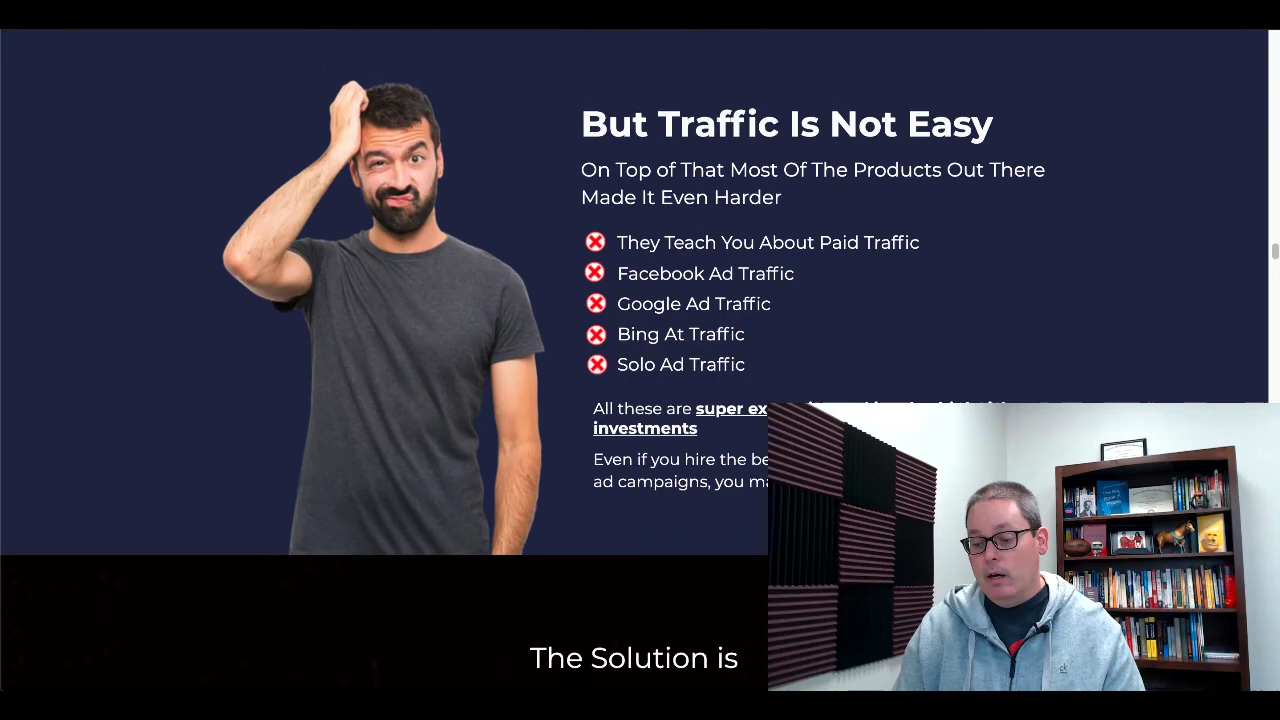 But Traffic Is Not Easy
On Top of That Most Of The Products Out There
Made It Even Harder
They Teach You About Paid Traffic
Facebook Ad Traffic
Google Ad Traffic
Bing At Traffic
Solo Ad Traffic
All these are super ex
investments
Even if you hire the be
ad campaigns, you ma
The Solution is